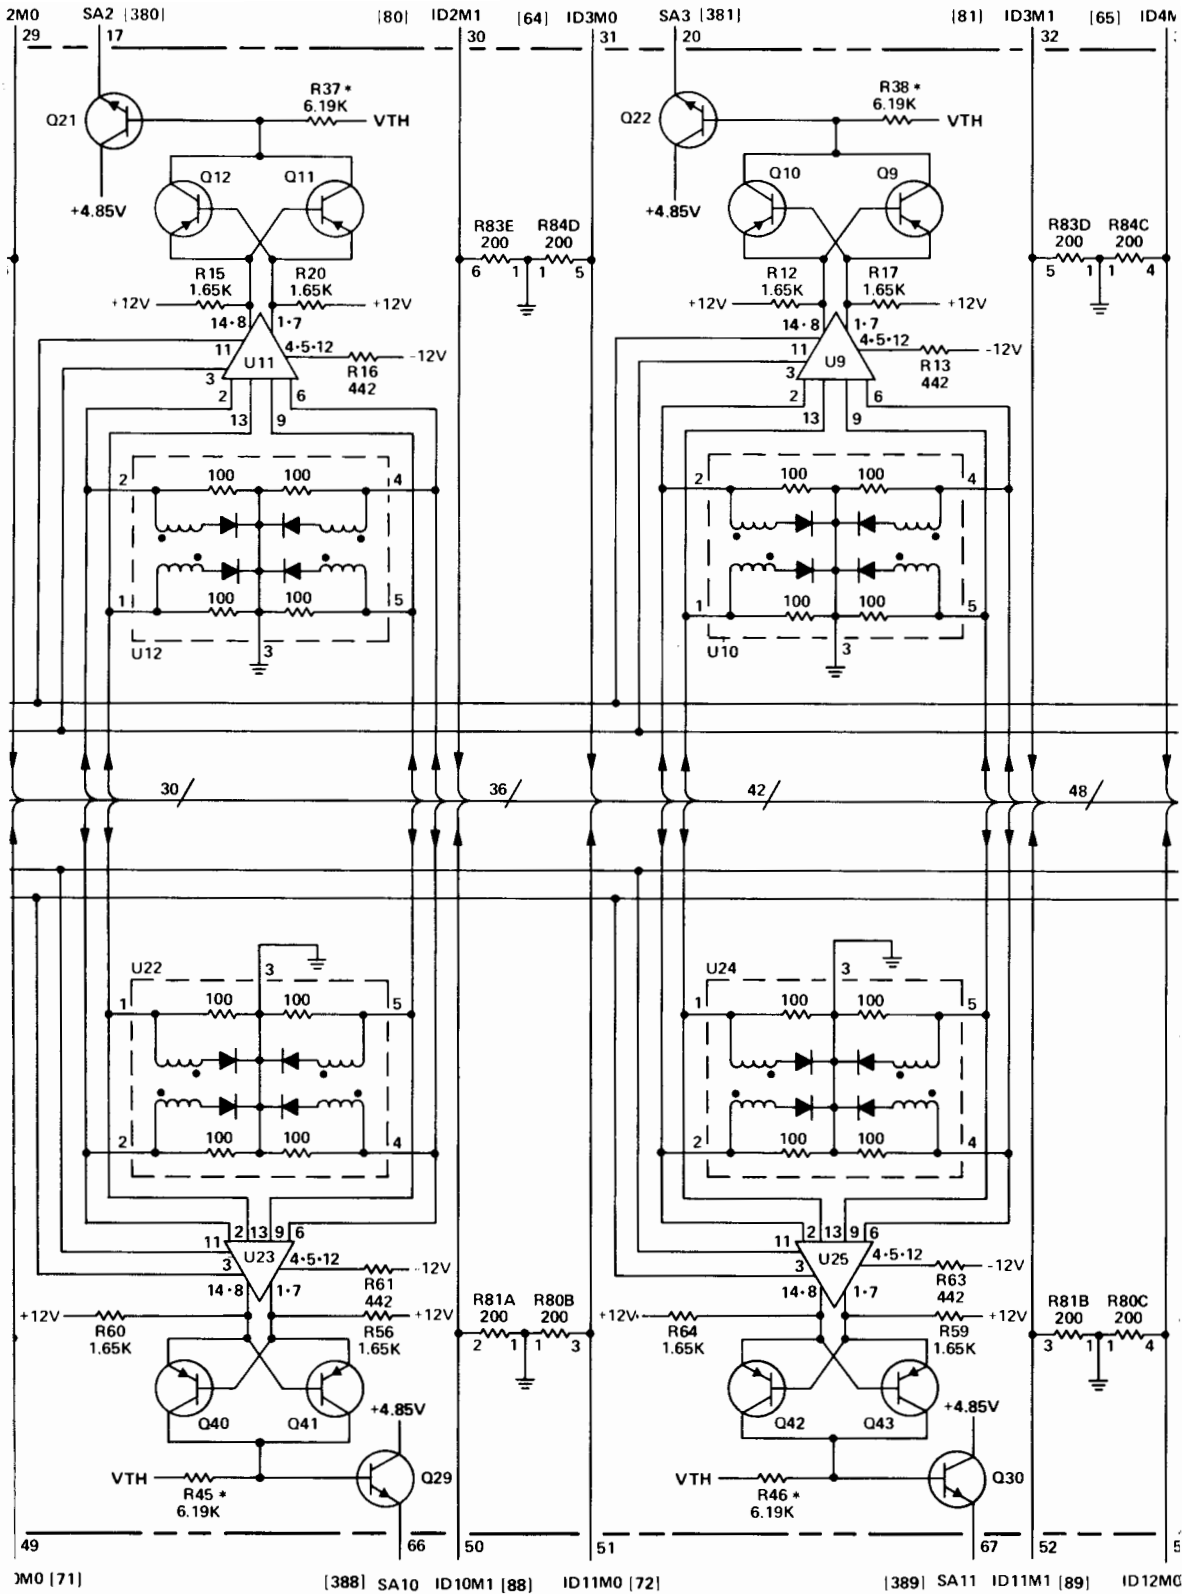 2M0 SA2 [380] [80] ID2M1 [64] ID3M0 SA3 [381] [81] ID3M1 [65] ID4M
29 17 30 31 20 32
R37 * R38 *
6.19K 6.19K
Q21 VTH Q22 VTH
Q12 Q11 Q10 Q9
+4.85V +4.85V
R83E R84D R83D R84C
200 200 200 200
6 1 1 5 5 1 1 4
R15 R20 R12 R17
1.65K 1.65K 1.65K 1.65K
+12V +12V +12V +12V
14·8 1·7 14·8 1·7
11 4·5·12 -12V 11 4·5·12 -12V
3 U11 R16 3 U9 R13
442 442
2 6 2 6
13 9 13 9
2 100 100 4 2 100 100 4
1 100 100 5 1 100 100 5
U12 3 U10 3
30 36 42 48
U22 3 U24 3
1 100 100 5 1 100 100 5
2 100 100 4 2 100 100 4
11 2 13 9 6 11 2 13 9 6
3 U23 4·5·12 -12V 3 U25 4·5·12 -12V
14·8 1·7 R61 14·8 1·7 R63
442 442
+12V +12V +12V +12V
R60 R56 R64 R59
1.65K 1.65K 1.65K 1.65K
R81A R80B R81B R80C
200 200 200 200
2 1 1 3 3 1 1 4
Q40 Q41 +4.85V Q42 Q43 +4.85V
VTH Q29 VTH Q30
R45 * R46 *
6.19K 6.19K
49 66 50 51 67 52 5
M0 [71] [388] SA10 ID10M1 [88] ID11M0 [72] [389] SA11 ID11M1 [89] ID12M0